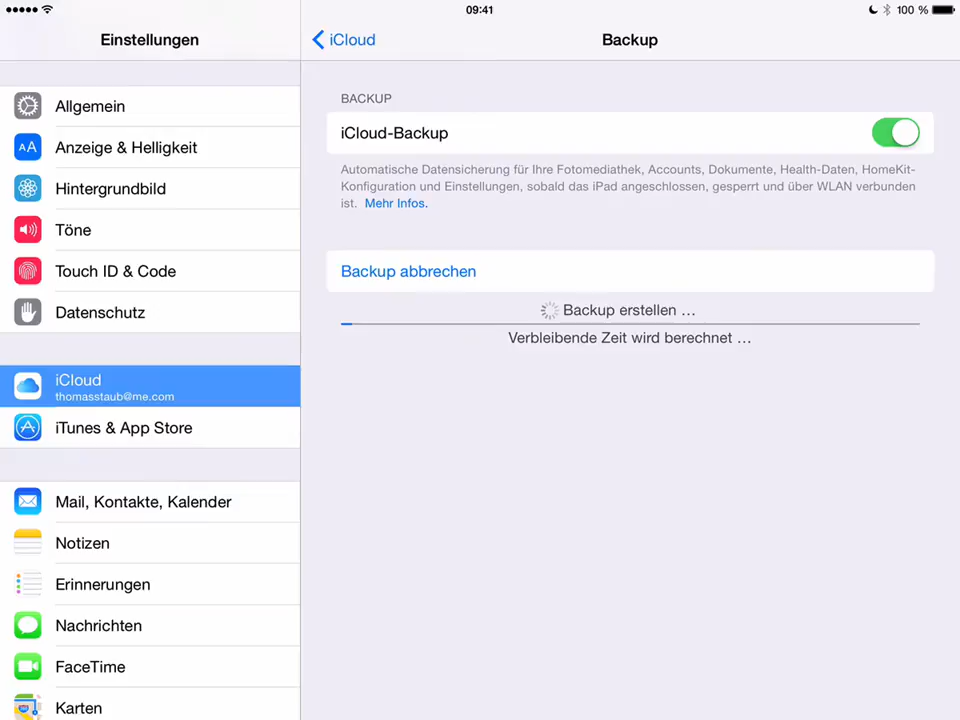 09:41
100 %
Einstellungen
iCloud
Backup
Allgemein
Anzeige & Helligkeit
Hintergrundbild
Töne
Touch ID & Code
Datenschutz
iCloud
thomasstaub@me.com
iTunes & App Store
Mail, Kontakte, Kalender
Notizen
Erinnerungen
Nachrichten
FaceTime
Karten
BACKUP
iCloud-Backup
Automatische Datensicherung für Ihre Fotomediathek, Accounts, Dokumente, Health-Daten, HomeKit-
Konfiguration und Einstellungen, sobald das iPad angeschlossen, gesperrt und über WLAN verbunden
ist. Mehr Infos.
Backup abbrechen
Backup erstellen …
Verbleibende Zeit wird berechnet …